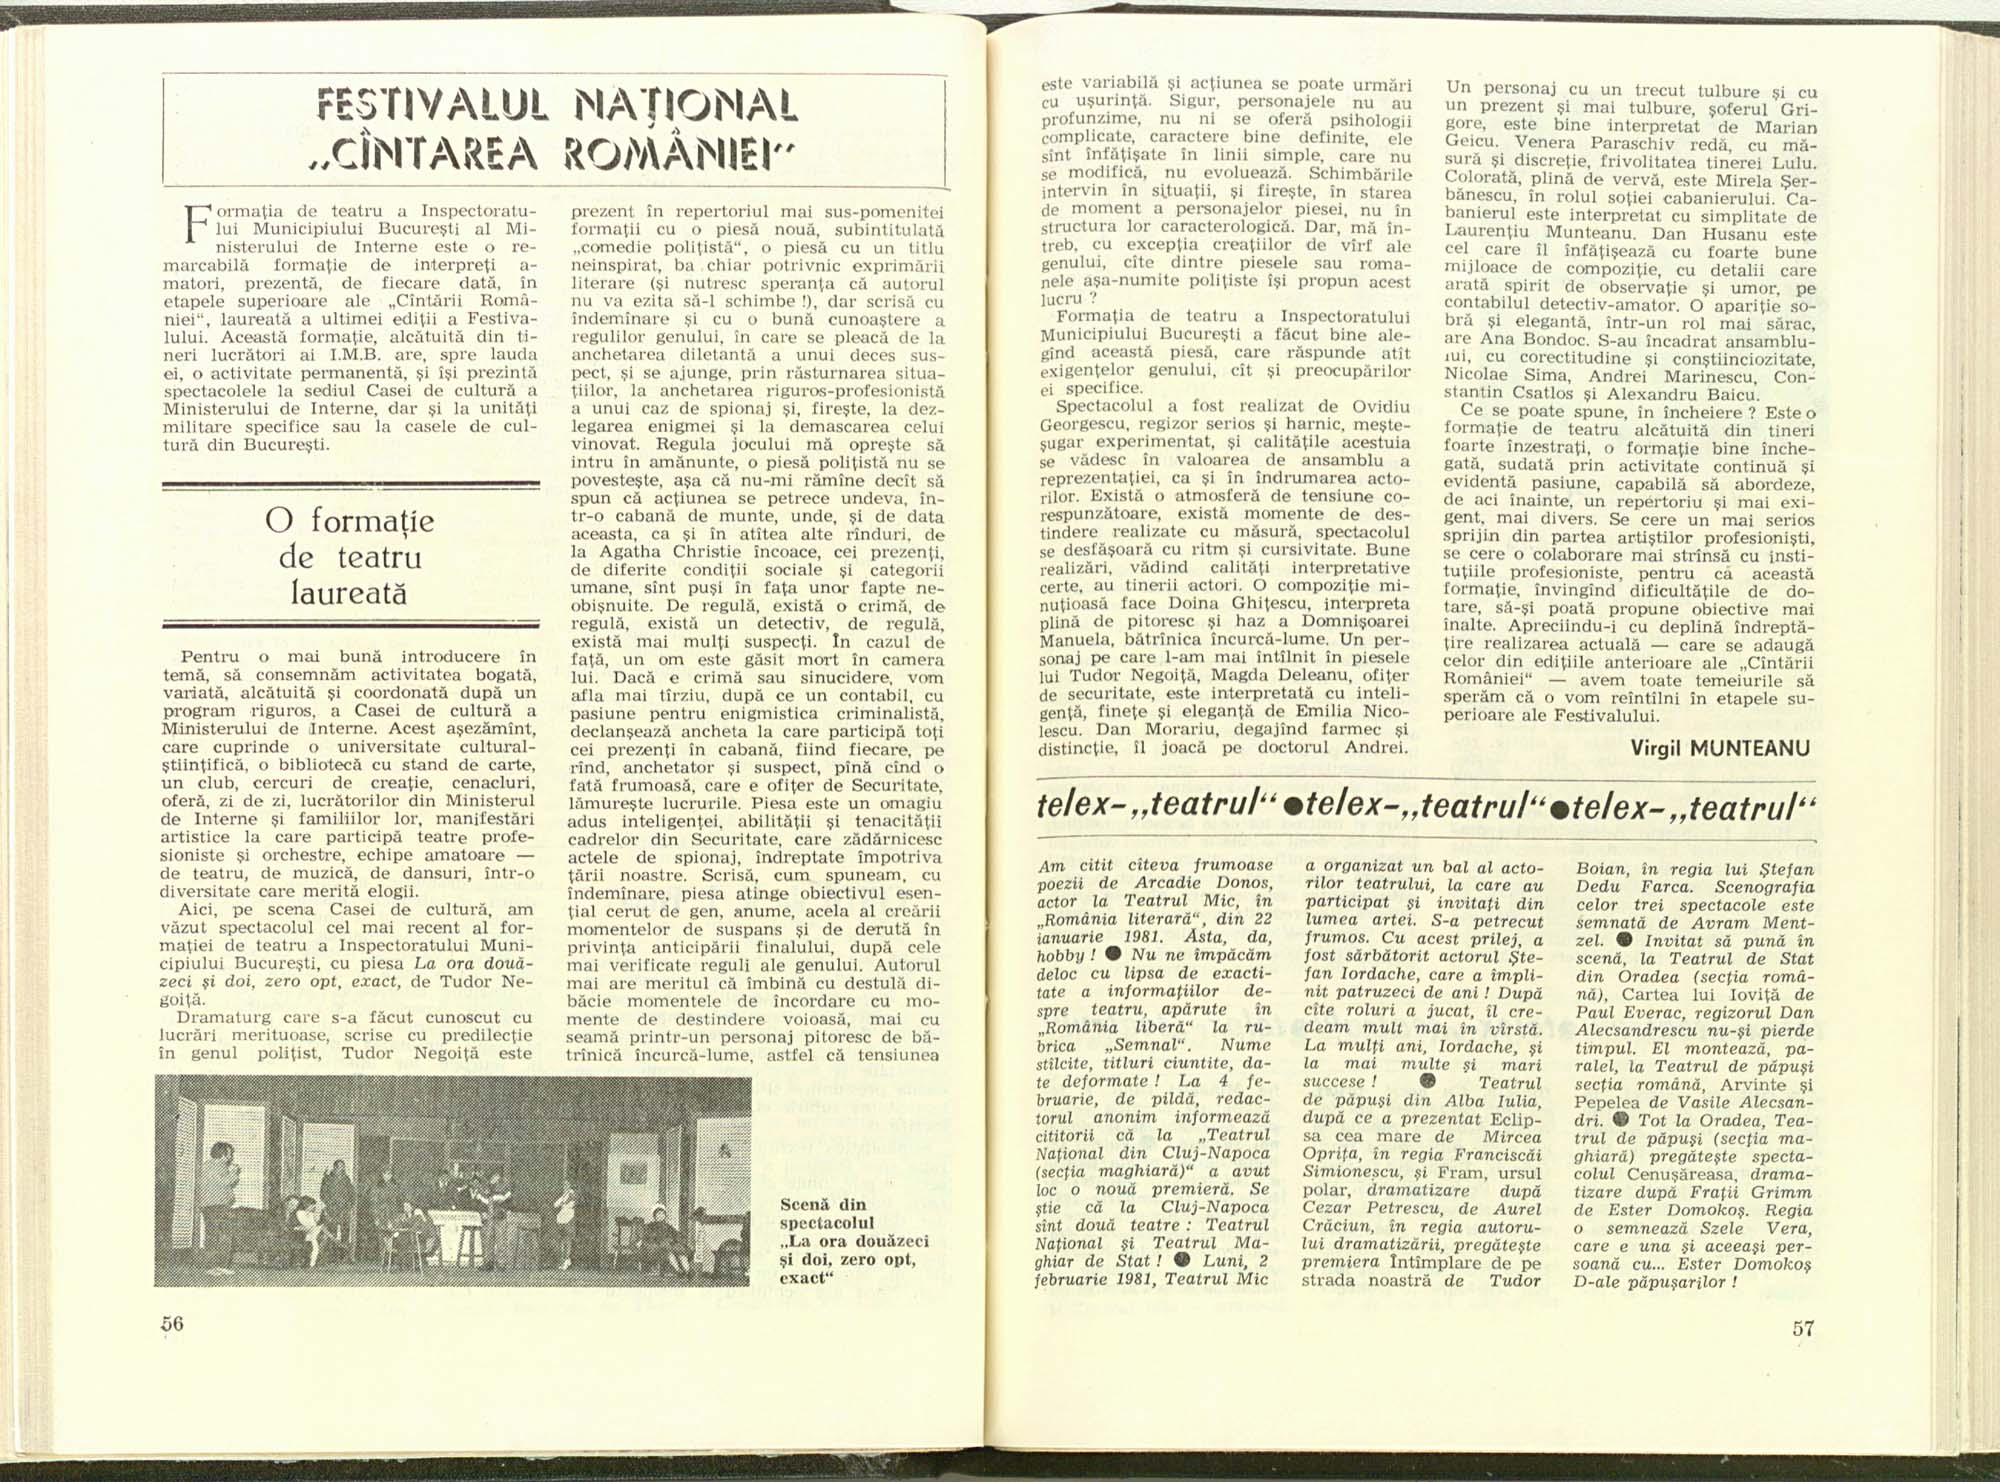 FESTIVALUL NAȚIONAL
„CÎNTAREA ROMÂNIEI"
Formația de teatru a Inspectoratu-
lui Municipiului București al Mi-
nisterului de Interne este o re-
marcabilă formație de interpreți a-
matori, prezentă, de fiecare dată, în
etapele superioare ale „Cîntării Româ-
niei“, laureată a ultimei ediții a Festiva-
lului. Această formație, alcătuită din ti-
neri lucrători ai I.M.B. are, spre lauda
ei, o activitate permanentă, și își prezintă
spectacolele la sediul Casei de cultură a
Ministerului de Interne, dar și la unități
militare specifice sau la casele de cul-
tură din București.
O formație
de teatru
laureată
Pentru o mai bună introducere în
temă, să consemnăm activitatea bogată,
variată, alcătuită și coordonată după un
program riguros, a Casei de cultură a
Ministerului de Interne. Acest așezămînt,
care cuprinde o universitate cultural-
științifică, o bibliotecă cu stand de carte,
un club, cercuri de creație, cenacluri,
oferă, zi de zi, lucrătorilor din Ministerul
de Interne și familiilor lor, manifestări
artistice la care participă teatre profe-
sioniste și orchestre, echipe amatoare —
de teatru, de muzică, de dansuri, într-o
diversitate care merită elogii.
Aici, pe scena Casei de cultură, am
văzut spectacolul cel mai recent al for-
mației de teatru a Inspectoratului Muni-
cipiului București, cu piesa La ora două-
zeci și doi, zero opt, exact, de Tudor Ne-
goiță.
Dramaturg care s-a făcut cunoscut cu
lucrări merituoase, scrise cu predilecție
în genul polițist, Tudor Negoiță este
prezent în repertoriul mai sus-pomenitei
formații cu o piesă nouă, subintitulată
„comedie polițistă“, o piesă cu un titlu
neinspirat, ba chiar potrivnic exprimării
literare (și nutresc speranța că autorul
nu va ezita să-l schimbe !), dar scrisă cu
îndemînare și cu o bună cunoaștere a
regulilor genului, în care se pleacă de la
anchetarea diletantă a unui deces sus-
pect, și se ajunge, prin răsturnarea situa-
țiilor, la anchetarea riguros-profesionistă
a unui caz de spionaj și, firește, la dez-
legarea enigmei și la demascarea celui
vinovat. Regula jocului mă oprește să
intru în amănunte, o piesă polițistă nu se
povestește, așa că nu-mi rămîne decît să
spun că acțiunea se petrece undeva, în-
tr-o cabană de munte, unde, și de data
aceasta, ca și în atîtea alte rînduri, de
la Agatha Christie încoace, cei prezenți,
de diferite condiții sociale și categorii
umane, sînt puși în fața unor fapte ne-
obișnuite. De regulă, există o crimă, de
regulă, există un detectiv, de regulă,
există mai mulți suspecți. În cazul de
față, un om este găsit mort în camera
lui. Dacă e crimă sau sinucidere, vom
afla mai tîrziu, după ce un contabil, cu
pasiune pentru enigmistica criminalistă,
declanșează ancheta la care participă toți
cei prezenți în cabană, fiind fiecare, pe
rînd, anchetator și suspect, pînă cînd o
fată frumoasă, care e ofițer de Securitate,
lămurește lucrurile. Piesa este un omagiu
adus inteligenței, abilității și tenacității
cadrelor din Securitate, care zădărnicesc
actele de spionaj, îndreptate împotriva
țării noastre. Scrisă, cum spuneam, cu
îndemînare, piesa atinge obiectivul esen-
țial cerut de gen, anume, acela al creării
momentelor de suspans și de derută în
privința anticipării finalului, după cele
mai verificate reguli ale genului. Autorul
mai are meritul că îmbină cu destulă di-
băcie momentele de încordare cu mo-
mente de destindere voioasă, mai cu
seamă printr-un personaj pitoresc de bă-
trînică încurcă-lume, astfel că tensiunea
Scenă din
spectacolul
„La ora douăzeci
și doi, zero opt,
exact“
56
este variabilă și acțiunea se poate urmări
cu ușurință. Sigur, personajele nu au
profunzime, nu ni se oferă psihologii
complicate, caractere bine definite, ele
sînt înfățișate în linii simple, care nu
se modifică, nu evoluează. Schimbările
intervin în situații, și firește, în starea
de moment a personajelor piesei, nu în
structura lor caracterologică. Dar, mă în-
treb, cu excepția creațiilor de vîrf ale
genului, cîte dintre piesele sau roma-
nele așa-numite polițiste își propun acest
lucru ?
Formația de teatru a Inspectoratului
Municipiului București a făcut bine ale-
gînd această piesă, care răspunde atît
exigențelor genului, cît și preocupărilor
ei specifice.
Spectacolul a fost realizat de Ovidiu
Georgescu, regizor serios și harnic, mește-
șugar experimentat, și calitățile acestuia
se vădesc în valoarea de ansamblu a
reprezentației, ca și în îndrumarea acto-
rilor. Există o atmosferă de tensiune co-
respunzătoare, există momente de des-
tindere realizate cu măsură, spectacolul
se desfășoară cu ritm și cursivitate. Bune
realizări, vădind calități interpretative
certe, au tinerii actori. O compoziție mi-
nuțioasă face Doina Ghițescu, interpreta
plină de pitoresc și haz a Domnișoarei
Manuela, bătrînica încurcă-lume. Un per-
sonaj pe care l-am mai întîlnit în piesele
lui Tudor Negoiță, Magda Deleanu, ofițer
de securitate, este interpretată cu inteli-
gență, finețe și eleganță de Emilia Nico-
lescu. Dan Morariu, degajînd farmec și
distincție, îl joacă pe doctorul Andrei.
Un personaj cu un trecut tulbure și cu
un prezent și mai tulbure, șoferul Gri-
gore, este bine interpretat de Marian
Geicu. Venera Paraschiv redă, cu mă-
sură și discreție, frivolitatea tinerei Lulu.
Colorată, plină de vervă, este Mirela Șer-
bănescu, în rolul soției cabanierului. Ca-
banierul este interpretat cu simplitate de
Laurențiu Munteanu. Dan Husanu este
cel care îl înfățișează cu foarte bune
mijloace de compoziție, cu detalii care
arată spirit de observație și umor, pe
contabilul detectiv-amator. O apariție so-
bră și elegantă, într-un rol mai sărac,
are Ana Bondoc. S-au încadrat ansamblu-
lui, cu corectitudine și conștiinciozitate,
Nicolae Sima, Andrei Marinescu, Con-
stantin Csatlos și Alexandru Baicu.
Ce se poate spune, în încheiere ? Este o
formație de teatru alcătuită din tineri
foarte înzestrați, o formație bine înche-
gată, sudată prin activitate continuă și
evidentă pasiune, capabilă să abordeze,
de aci înainte, un repertoriu și mai exi-
gent, mai divers. Se cere un mai serios
sprijin din partea artiștilor profesioniști,
se cere o colaborare mai strînsă cu insti-
tuțiile profesioniste, pentru că această
formație, învingînd dificultățile de do-
tare, să-și poată propune obiective mai
înalte. Apreciindu-i cu deplină îndreptă-
țire realizarea actuală — care se adaugă
celor din edițiile anterioare ale „Cîntării
României“ — avem toate temeiurile să
sperăm că o vom reîntîlni în etapele su-
perioare ale Festivalului.
Virgil MUNTEANU
telex-„teatrul“ ●telex-„teatrul“●telex-„teatrul“
Am citit cîteva frumoase
poezii de Arcadie Donos,
actor la Teatrul Mic, în
„România literară“, din 22
ianuarie 1981. Ăsta, da,
hobby ! ● Nu ne împăcăm
deloc cu lipsa de exacti-
tate a informațiilor de-
spre teatru, apărute în
„România liberă“ la ru-
brica „Semnal“. Nume
stîlcite, titluri ciuntite, da-
te deformate ! La 4 fe-
bruarie, de pildă, redac-
torul anonim informează
cititorii că la „Teatrul
Național din Cluj-Napoca
(secția maghiară)“ a avut
loc o nouă premieră. Se
știe că la Cluj-Napoca
sînt două teatre : Teatrul
Național și Teatrul Ma-
ghiar de Stat ! ● Luni, 2
februarie 1981, Teatrul Mic
a organizat un bal al acto-
rilor teatrului, la care au
participat și invitați din
lumea artei. S-a petrecut
frumos. Cu acest prilej, a
fost sărbătorit actorul Ște-
fan Iordache, care a împli-
nit patruzeci de ani ! După
cîte roluri a jucat, îl cre-
deam mult mai în vîrstă.
La mulți ani, Iordache, și
la mai multe și mari
succese ! ● Teatrul
de păpuși din Alba Iulia,
după ce a prezentat Eclip-
sa cea mare de Mircea
Oprița, în regia Franciscăi
Simionescu, și Fram, ursul
polar, dramatizare după
Cezar Petrescu, de Aurel
Crăciun, în regia autoru-
lui dramatizării, pregătește
premiera Întîmplare de pe
strada noastră de Tudor
Boian, în regia lui Ștefan
Dedu Farca. Scenografia
celor trei spectacole este
semnată de Avram Ment-
zel. ● Invitat să pună în
scenă, la Teatrul de Stat
din Oradea (secția româ-
nă), Cartea lui Ioviță de
Paul Everac, regizorul Dan
Alecsandrescu nu-și pierde
timpul. El montează, pa-
ralel, la Teatrul de păpuși
secția română, Arvinte și
Pepelea de Vasile Alecsan-
dri. ● Tot la Oradea, Tea-
trul de păpuși (secția ma-
ghiară) pregătește specta-
colul Cenușăreasa, drama-
tizare după Frații Grimm
de Ester Domokoș. Regia
o semnează Szele Vera,
care e una și aceeași per-
soană cu... Ester Domokoș
D-ale păpușarilor !
57